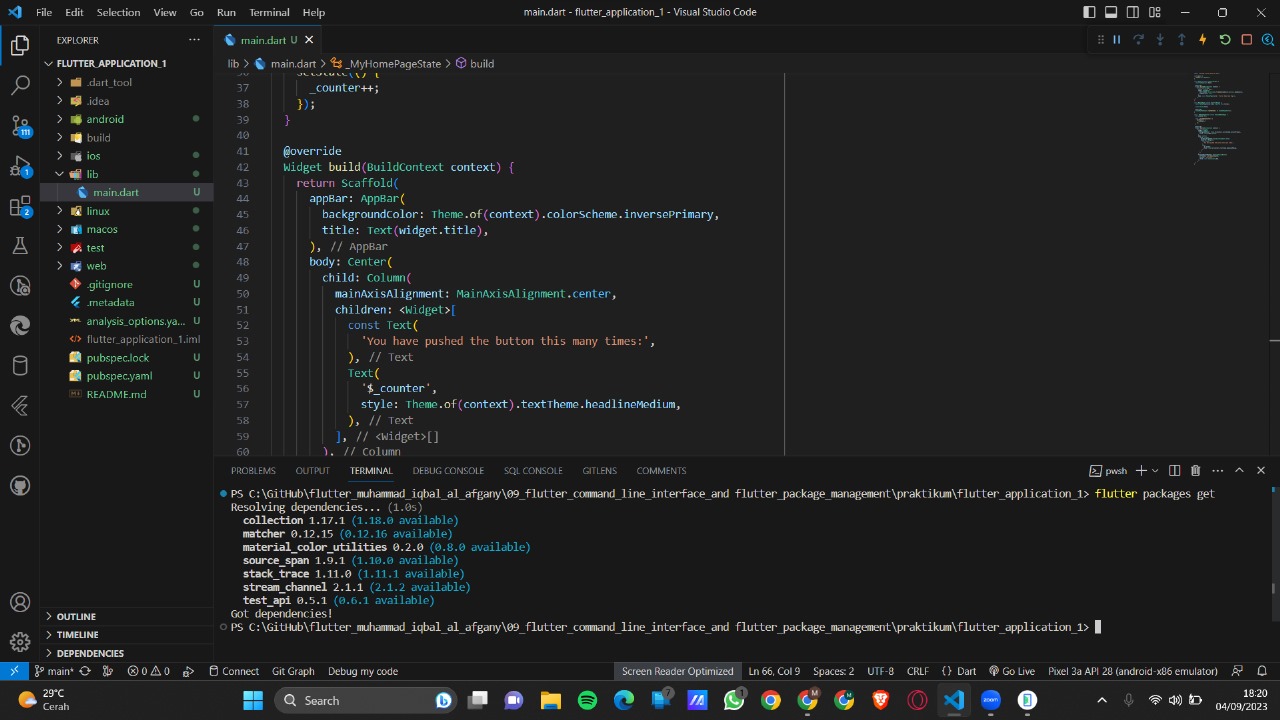 File Edit Selection View Go Run Terminal Help
main.dart - flutter_application_1 - Visual Studio Code
EXPLORER
FLUTTER_APPLICATION_1
.dart_tool
.idea
android
build
ios
lib
main.dart U
linux
macos
test
web
.gitignore U
.metadata U
analysis_options.ya... U
flutter_application_1.iml
pubspec.lock U
pubspec.yaml U
README.md U
OUTLINE
TIMELINE
DEPENDENCIES
111
1
2
main.dart U
lib > main.dart > _MyHomePageState > build
36 setState(() {
37 _counter++;
38 });
39 }
40
41 @override
42 Widget build(BuildContext context) {
43 return Scaffold(
44 appBar: AppBar(
45 backgroundColor: Theme.of(context).colorScheme.inversePrimary,
46 title: Text(widget.title),
47 ), // AppBar
48 body: Center(
49 child: Column(
50 mainAxisAlignment: MainAxisAlignment.center,
51 children: <Widget>[
52 const Text(
53 'You have pushed the button this many times:',
54 ), // Text
55 Text(
56 '$_counter',
57 style: Theme.of(context).textTheme.headlineMedium,
58 ), // Text
59 ], // <Widget>[]
60 ), // Column
PROBLEMS OUTPUT TERMINAL DEBUG CONSOLE SQL CONSOLE GITLENS COMMENTS
pwsh
PS C:\GitHub\flutter_muhammad_iqbal_al_afgany\09_flutter_command_line_interface_and flutter_package_management\praktikum\flutter_application_1> flutter packages get
Resolving dependencies... (1.0s)
collection 1.17.1 (1.18.0 available)
matcher 0.12.15 (0.12.16 available)
material_color_utilities 0.2.0 (0.8.0 available)
source_span 1.9.1 (1.10.0 available)
stack_trace 1.11.0 (1.11.1 available)
stream_channel 2.1.1 (2.1.2 available)
test_api 0.5.1 (0.6.1 available)
Got dependencies!
PS C:\GitHub\flutter_muhammad_iqbal_al_afgany\09_flutter_command_line_interface_and flutter_package_management\praktikum\flutter_application_1>
main* 0 0 Connect Git Graph Debug my code Screen Reader Optimized Ln 66, Col 9 Spaces: 2 UTF-8 CRLF {} Dart Go Live Pixel 3a API 28 (android-x86 emulator)
29°C
Cerah
Search
7
1
M
M
zoom
18:20
04/09/2023